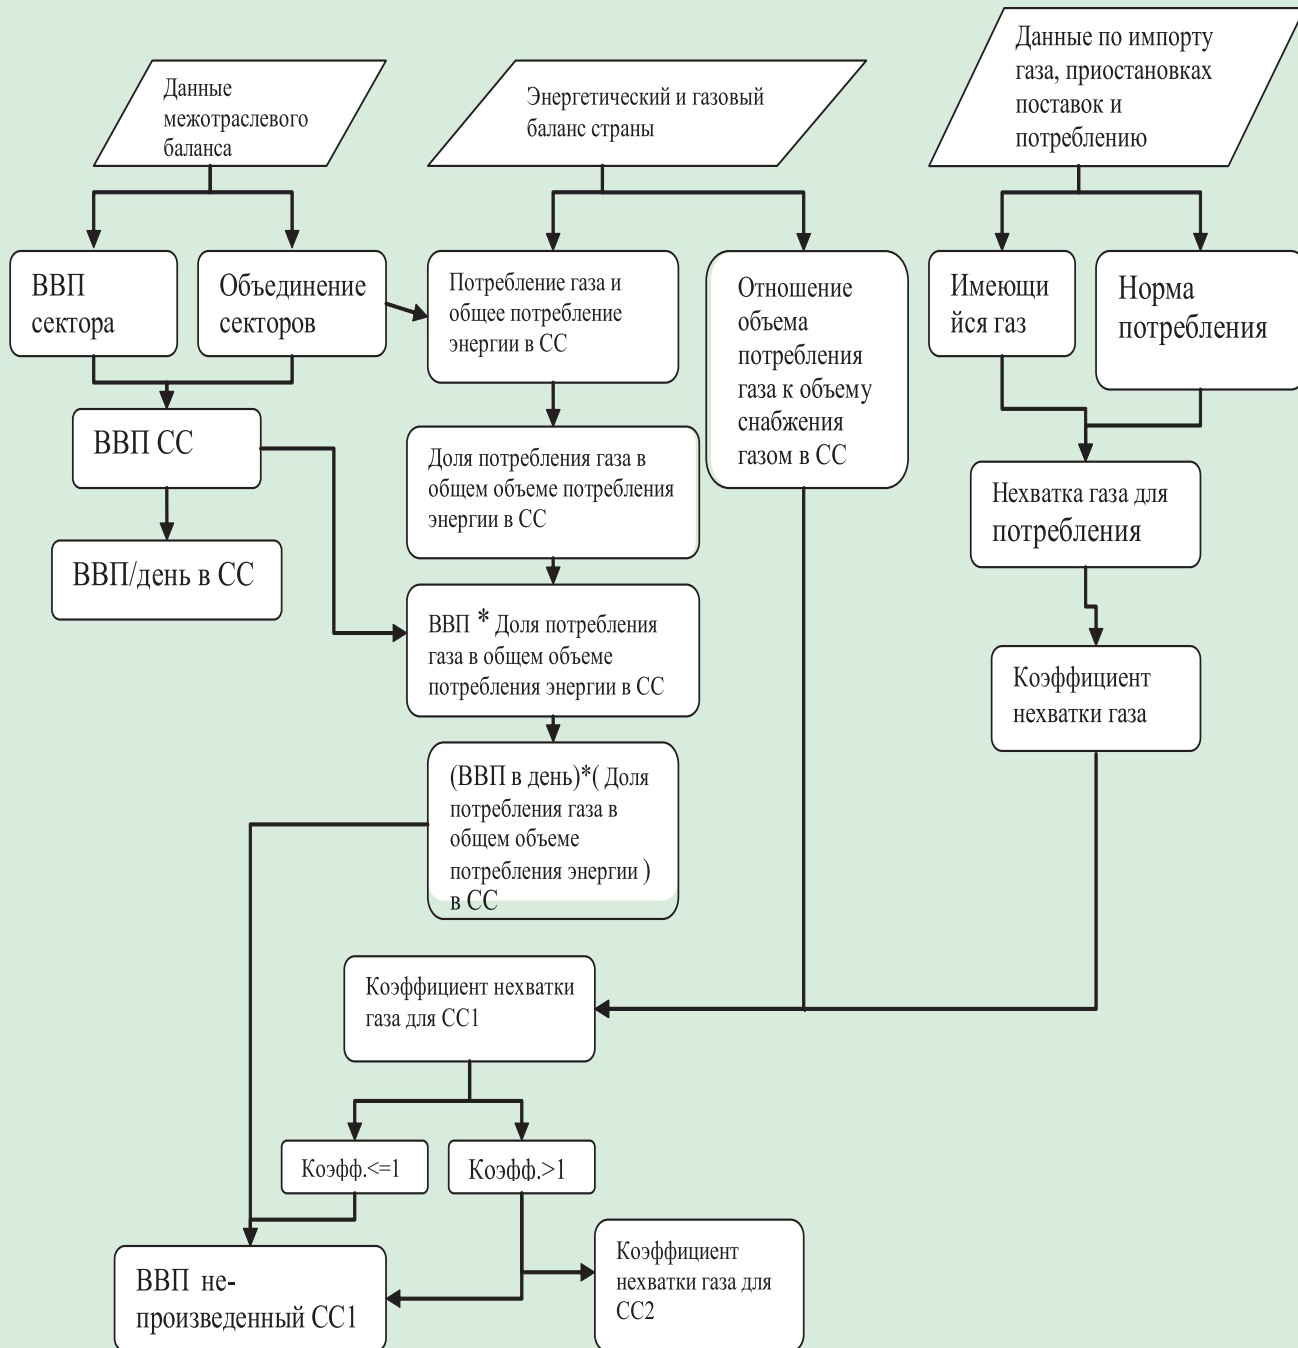 Данные
межотраслевого
баланса
Энергетический и газовый
баланс страны
Данные по импорту
газа, приостановках
поставок и
потреблению
ВВП
сектора
Объединение
секторов
Потребление газа и
общее потребление
энергии в СС
Отношение
объема
потребления
газа к объему
снабжения
газом в СС
Имеющи
йся газ
Норма
потребления
ВВП СС
Доля потребления газа в
общем объеме потребления
энергии в СС
Нехватка газа для
потребления
ВВП/день в СС
ВВП * Доля потребления
газа в общем объеме
потребления энергии в СС
Коэффициент
нехватки газа
(ВВП в день)*( Доля
потребления газа в
общем объеме
потребления энергии )
в СС
Коэффициент нехватки
газа для СС1
Коэфф.<=1
Коэфф.>1
ВВП не-
произведенный СС1
Коэффициент
нехватки газа для
СС2